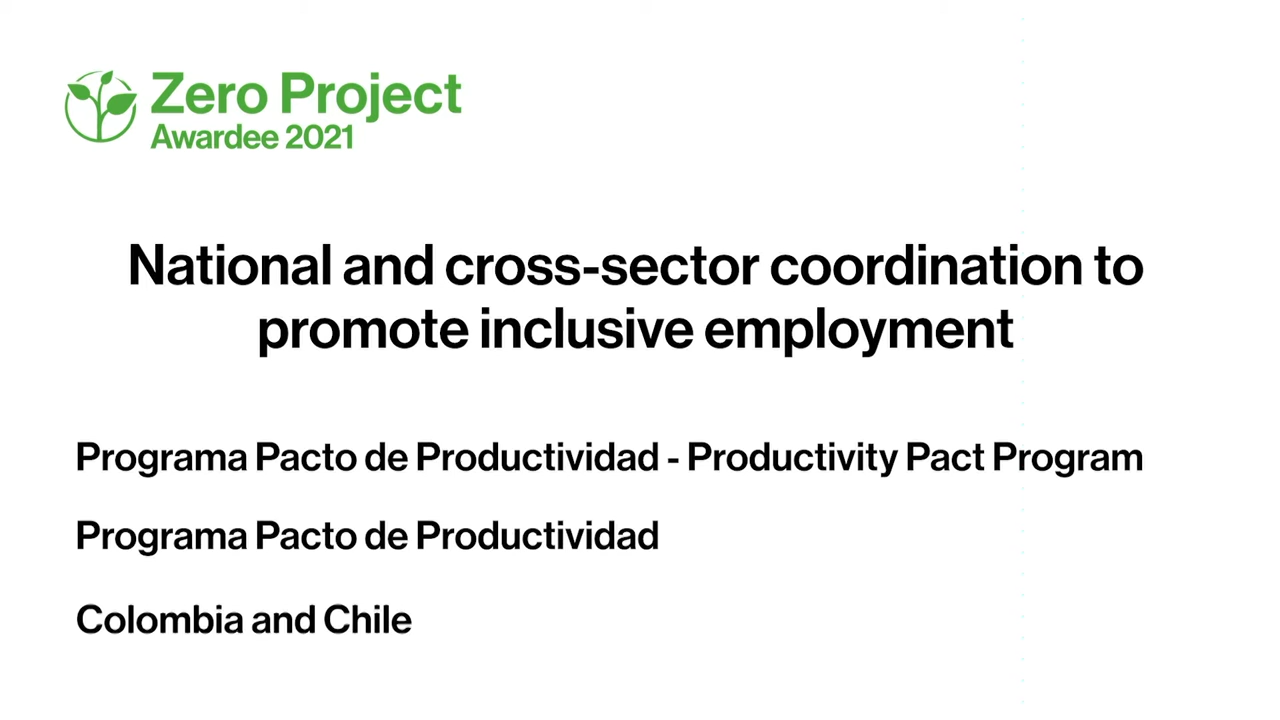 Zero Project
Awardee 2021
National and cross-sector coordination to
promote inclusive employment
Programa Pacto de Productividad - Productivity Pact Program
Programa Pacto de Productividad
Colombia and Chile